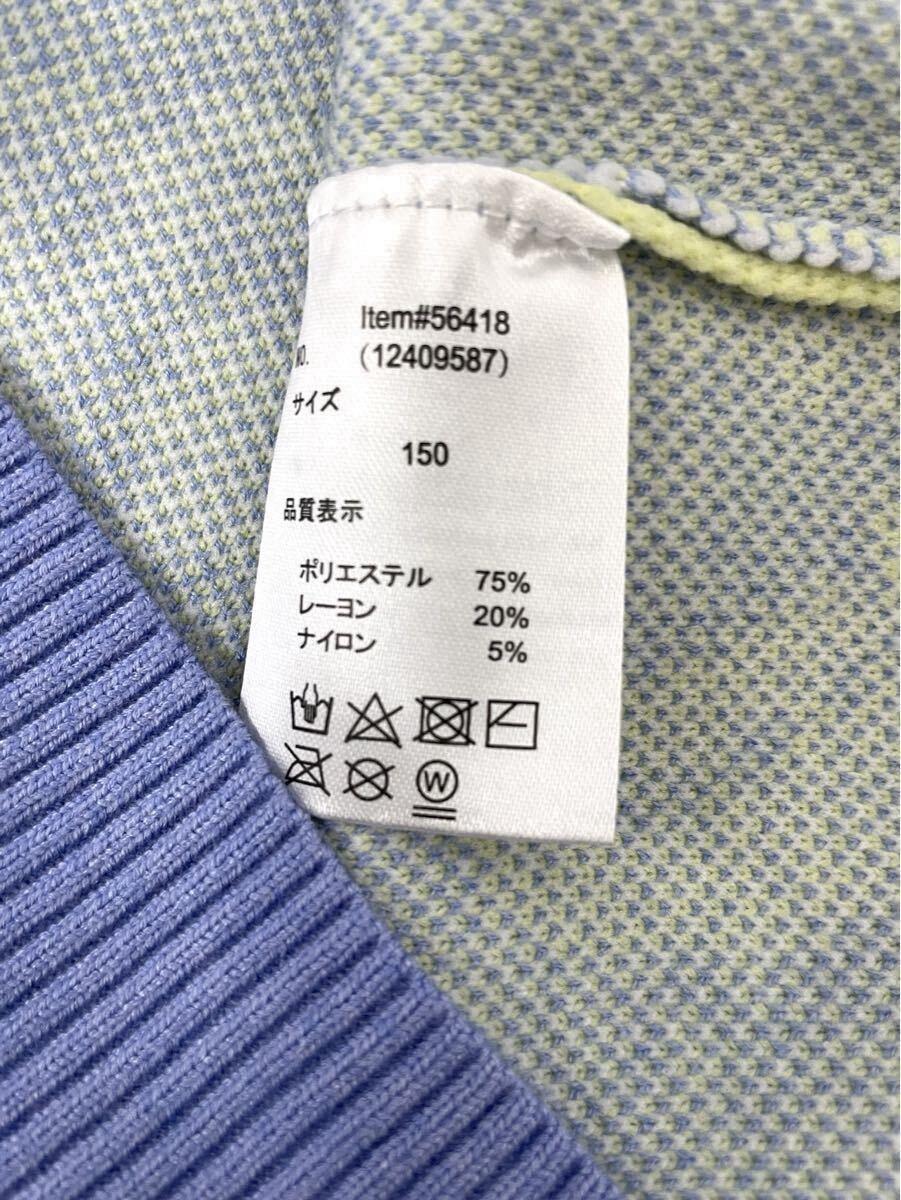 Item#56418
NO. (12409587)
サイズ
150
品質表示
ポリエステル 75%
レーヨン 20%
ナイロン 5%
W